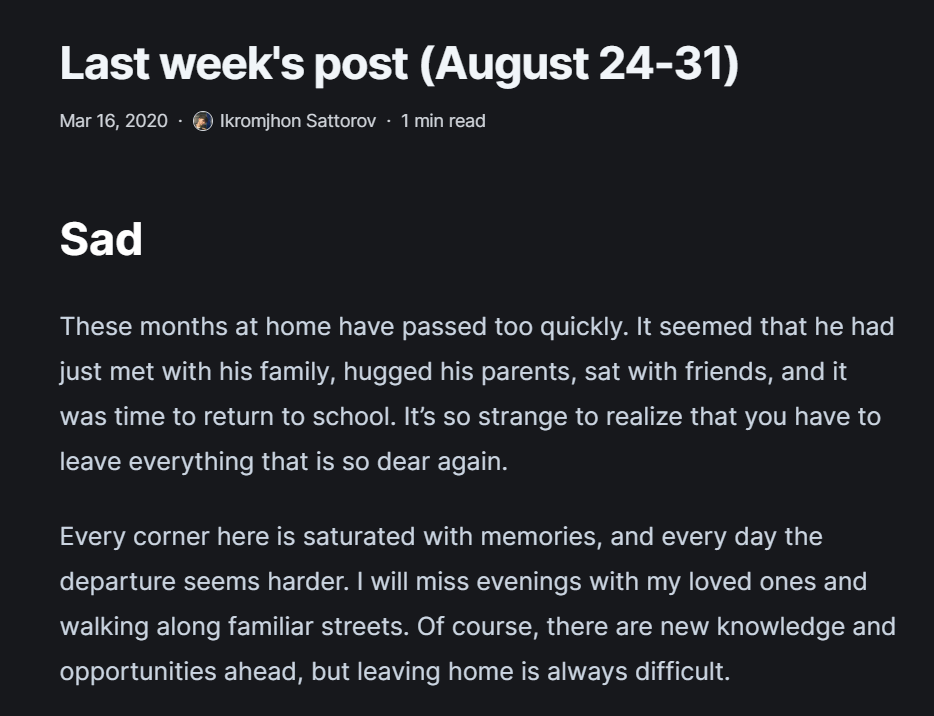 Last week's post (August 24-31)
Mar 16, 2020 · Ikromjhon Sattorov · 1 min read
Sad
These months at home have passed too quickly. It seemed that he had
just met with his family, hugged his parents, sat with friends, and it
was time to return to school. It’s so strange to realize that you have to
leave everything that is so dear again.
Every corner here is saturated with memories, and every day the
departure seems harder. I will miss evenings with my loved ones and
walking along familiar streets. Of course, there are new knowledge and
opportunities ahead, but leaving home is always difficult.